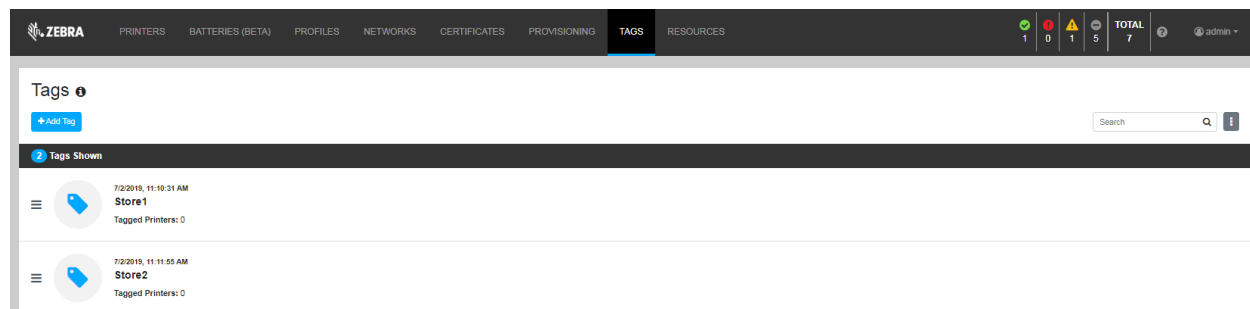 ZEBRA PRINTERS BATTERIES (BETA) PROFILES NETWORKS CERTIFICATES PROVISIONING TAGS RESOURCES 1 0 1 5 TOTAL 7 ? admin
Tags i
+Add Tag Search
2 Tags Shown
7/2/2019, 11:10:31 AM
Store1
Tagged Printers: 0
7/2/2019, 11:11:55 AM
Store2
Tagged Printers: 0